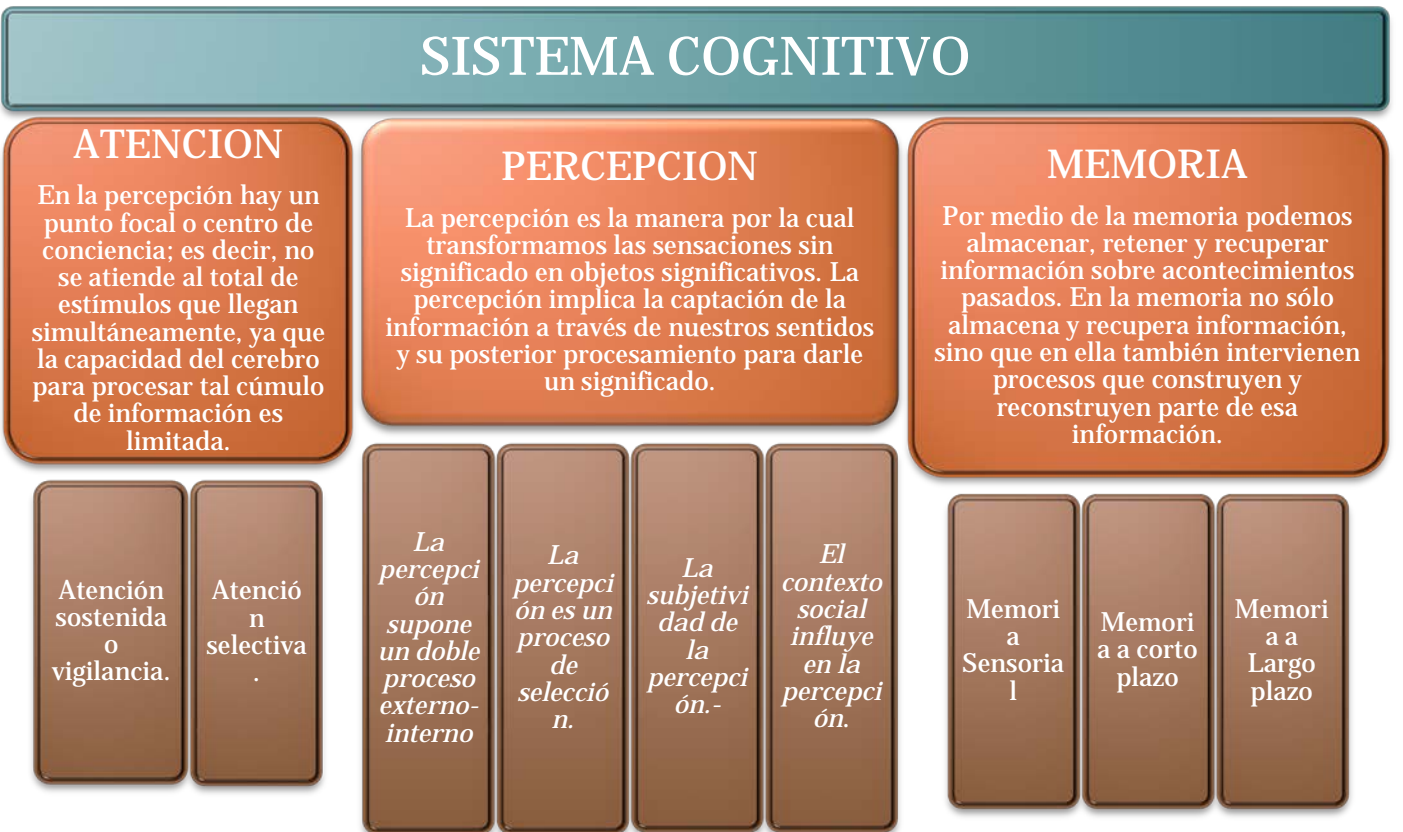 SISTEMA COGNITIVO
ATENCION
En la percepción hay un
punto focal o centro de
conciencia; es decir, no
se atiende al total de
estímulos que llegan
simultáneamente, ya que
la capacidad del cerebro
para procesar tal cúmulo
de información es
limitada.
Atención
sostenida
o
vigilancia.
Atenció
n
selectiva
.
PERCEPCION
La percepción es la manera por la cual
transformamos las sensaciones sin
significado en objetos significativos. La
percepción implica la captación de la
información a través de nuestros sentidos
y su posterior procesamiento para darle
un significado.
La
percepci
ón
supone
un doble
proceso
externo-
interno
La
percepci
ón es un
proceso
de
selecció
n.
La
subjetivi
dad de
la
percepci
ón.-
El
contexto
social
influye
en la
percepci
ón.
MEMORIA
Por medio de la memoria podemos
almacenar, retener y recuperar
información sobre acontecimientos
pasados. En la memoria no sólo
almacena y recupera información,
sino que en ella también intervienen
procesos que construyen y
reconstruyen parte de esa
información.
Memori
a
Sensoria
l
Memori
a a corto
plazo
Memori
a a
Largo
plazo